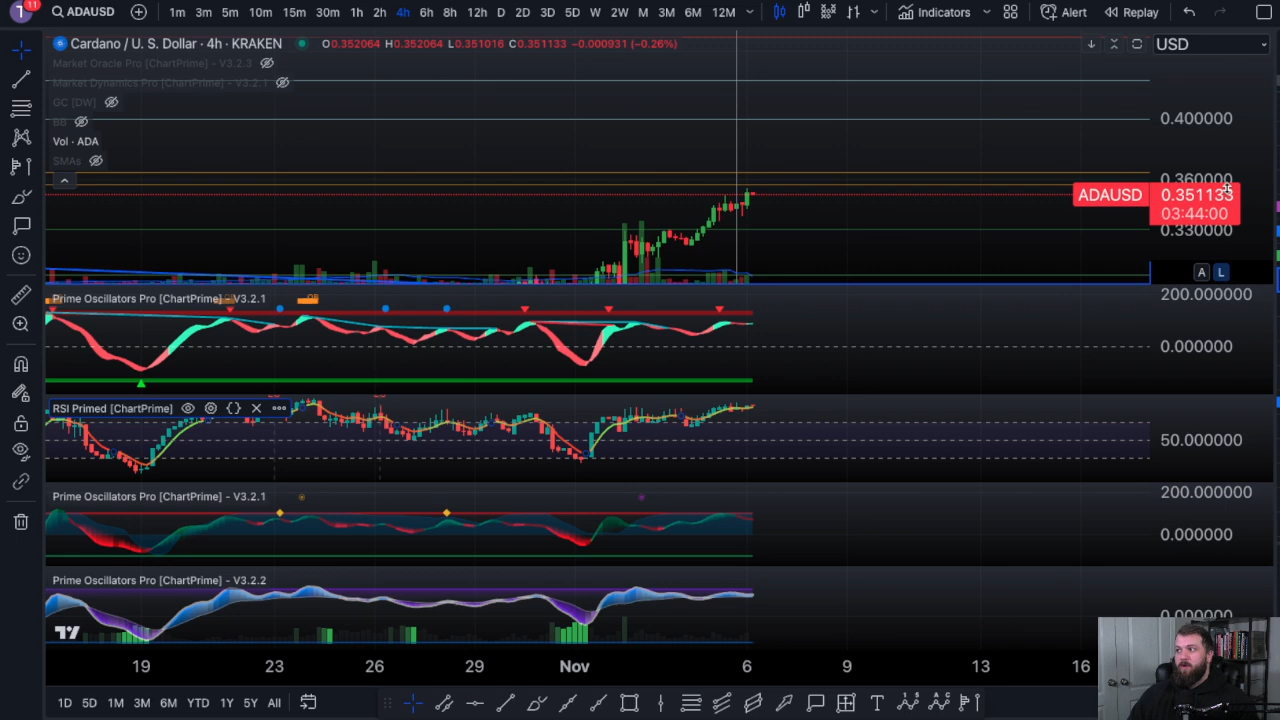 11
ADAUSD 1m 3m 5m 10m 15m 30m 1h 2h 4h 6h 8h 12h D 2D 3D 5D W 2W M 3M 6M 12M Indicators Alert Replay
Cardano / U. S. Dollar · 4h · KRAKEN O0.352064 H0.352064 L0.351016 C0.351133 −0.000931 (−0.26%) USD
Market Oracle Pro [ChartPrime] - V3.2.3
Market Dynamics Pro [ChartPrime] - V3.2.1
GC [DW]
BB
Vol · ADA
SMAs
0.400000
0.360000
ADAUSD 0.351133
03:44:00
0.330000
A L
Prime Oscillators Pro [ChartPrime] - V3.2.1
200.000000
0.000000
RSI Primed [ChartPrime]
50.000000
Prime Oscillators Pro [ChartPrime] - V3.2.1
200.000000
0.000000
Prime Oscillators Pro [ChartPrime] - V3.2.2
0.000000
19 23 26 29 Nov 6 9 13 16
1D 5D 1M 3M 6M YTD 1Y 5Y All